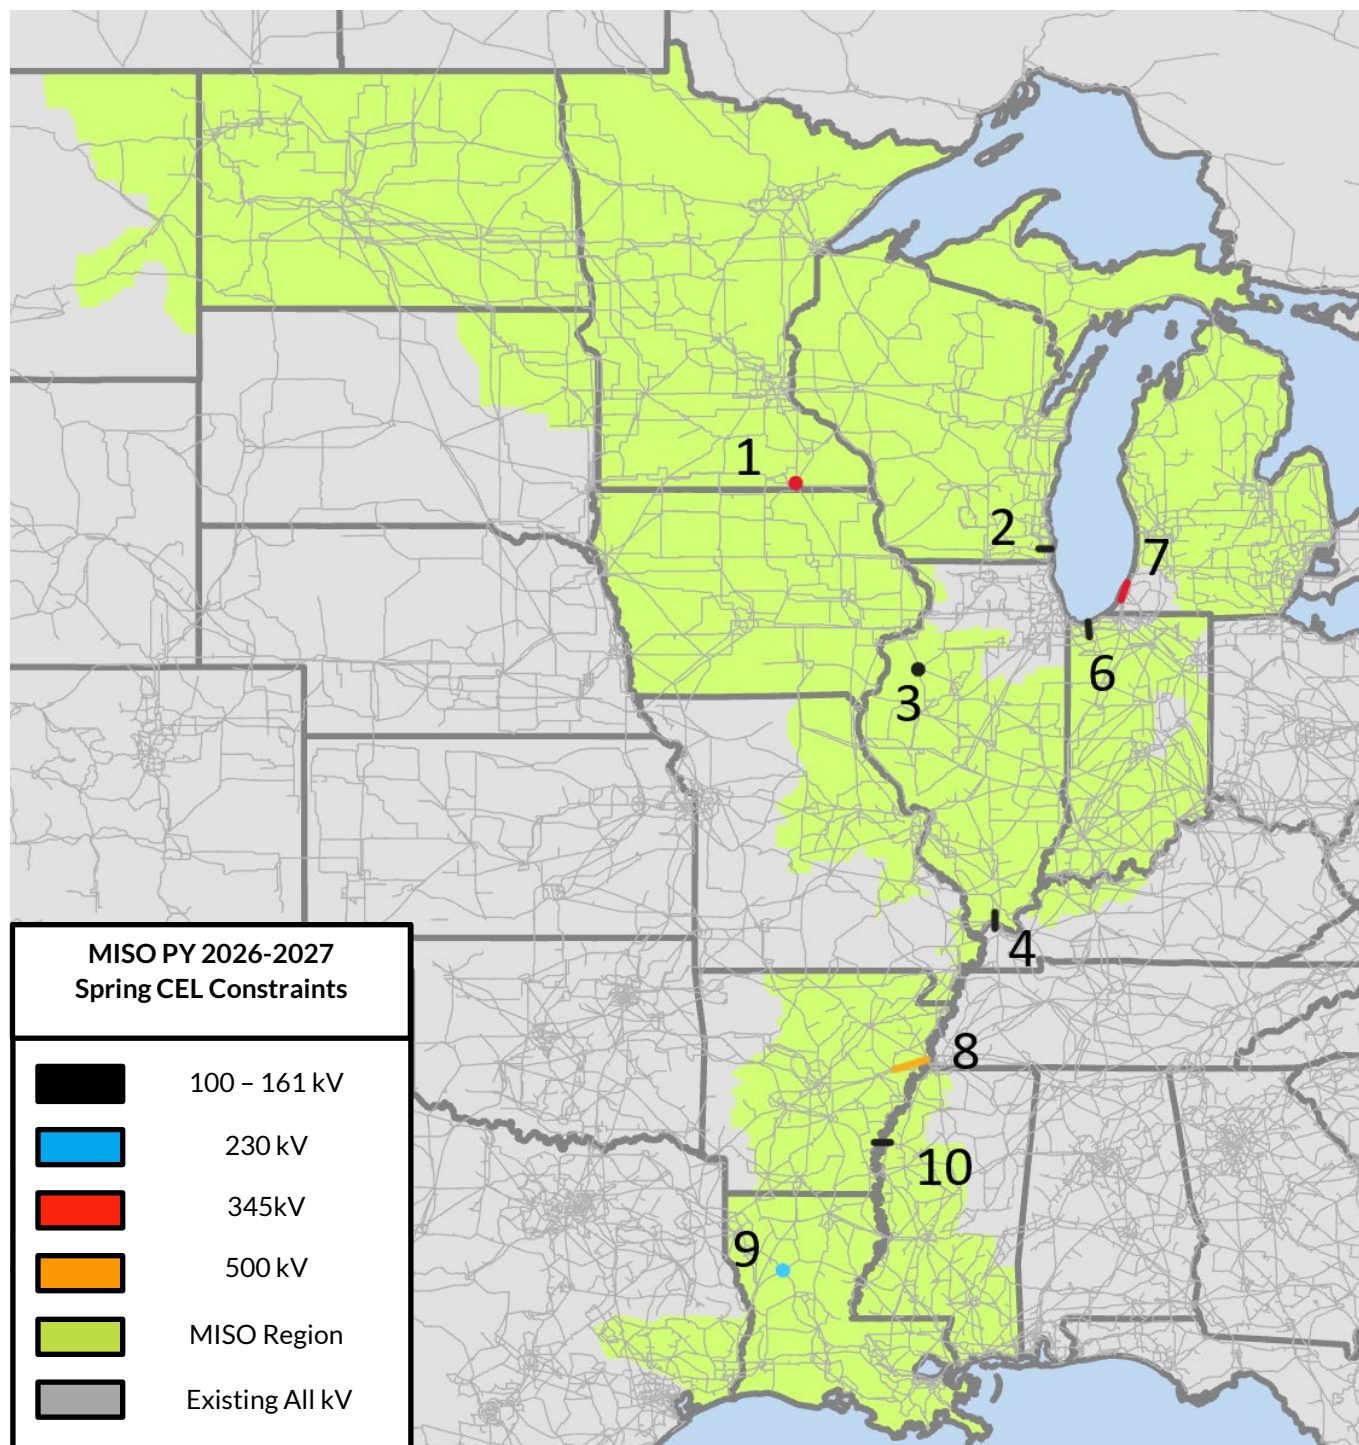 1
2
7
6
3
4
8
10
9
MISO PY 2026-2027
Spring CEL Constraints
100 – 161 kV
230 kV
345kV
500 kV
MISO Region
Existing All kV